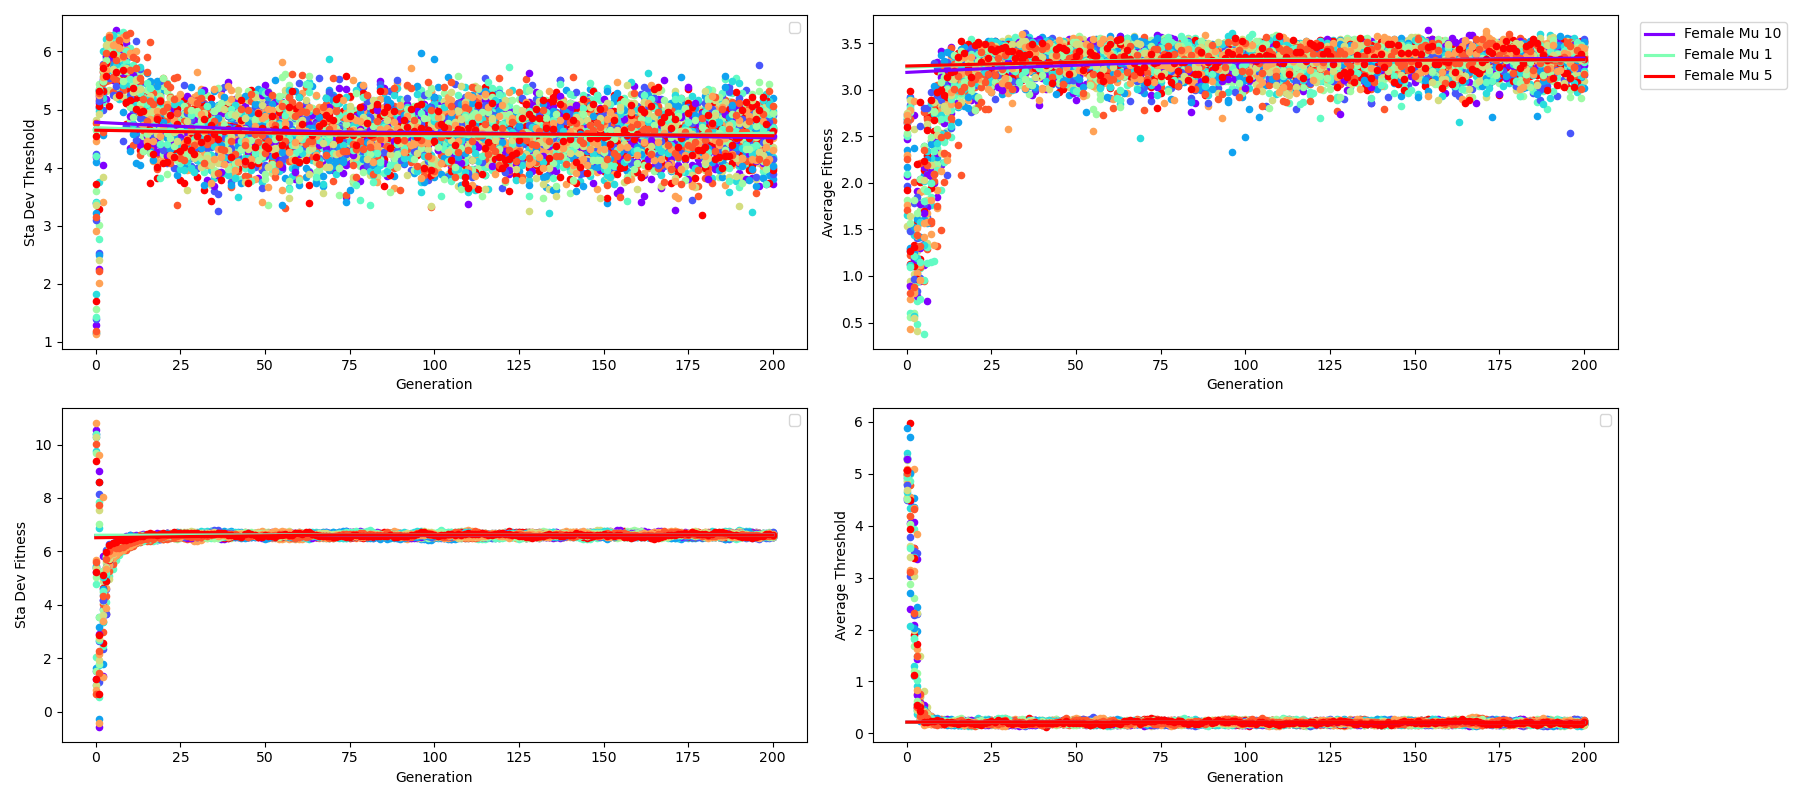 Sta Dev Threshold
6
5
4
3
2
1
0 25 50 75 100 125 150 175 200
Generation
Average Fitness
3.5
3.0
2.5
2.0
1.5
1.0
0.5
0 25 50 75 100 125 150 175 200
Generation
Female Mu 10
Female Mu 1
Female Mu 5
Sta Dev Fitness
10
8
6
4
2
0
0 25 50 75 100 125 150 175 200
Generation
Average Threshold
6
5
4
3
2
1
0
0 25 50 75 100 125 150 175 200
Generation